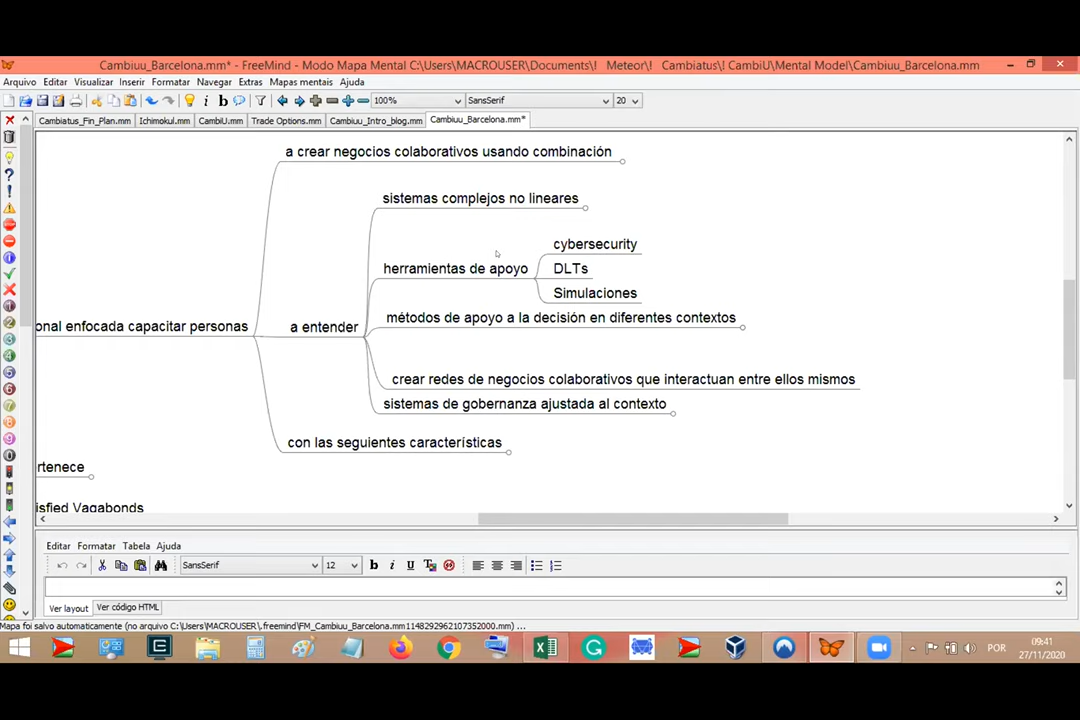 Cambiuu_Barcelona.mm* - FreeMind - Modo Mapa Mental C:\Users\MACROUSER\Documents\! Meteor\! Cambiatus\! CambiU\Mental Model\Cambiuu_Barcelona.mm
Arquivo Editar Visualizar Inserir Formatar Navegar Extras Mapas mentais Ajuda
100% SansSerif 20
Cambiatus_Fin_Plan.mm Ichimokul.mm CambiU.mm Trade Options.mm Cambiuu_Intro_blog.mm Cambiuu_Barcelona.mm*
a crear negocios colaborativos usando combinación
sistemas complejos no lineares
cybersecurity
herramientas de apoyo
DLTs
Simulaciones
métodos de apoyo a la decisión en diferentes contextos
onal enfocada capacitar personas
a entender
crear redes de negocios colaborativos que interactuan entre ellos mismos
sistemas de gobernanza ajustada al contexto
con las seguientes características
rtenece
isfied Vagabonds
Editar Formatar Tabela Ajuda
SansSerif 12
Ver layout Ver código HTML
Mapa foi salvo automaticamente (no arquivo C:\Users\MACROUSER\.freemind\FM_Cambiuu_Barcelona.mm1148292962107352000.mm) ...
POR
09:41
27/11/2020